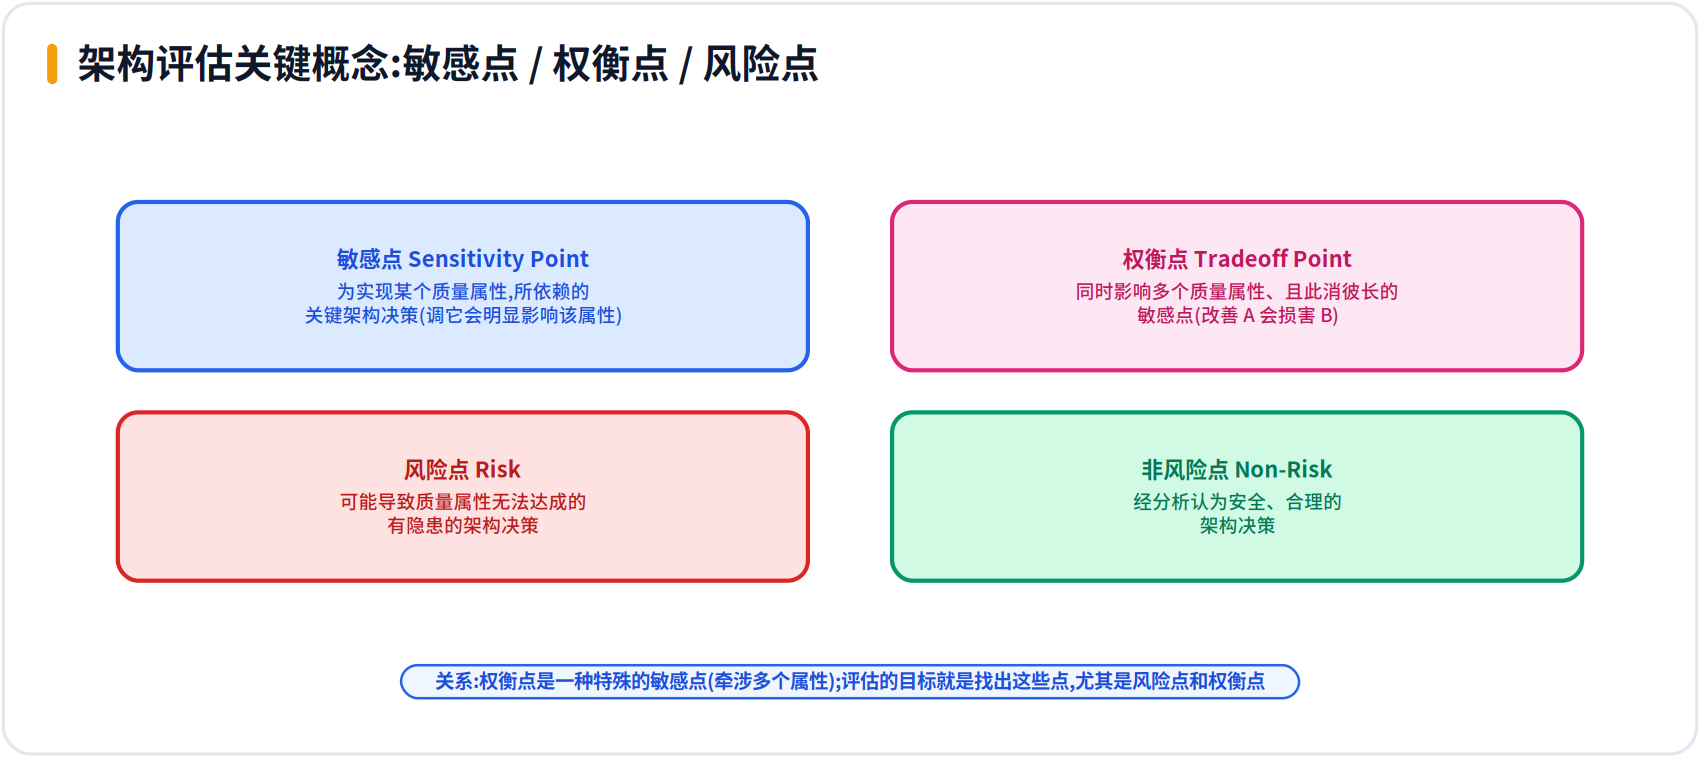 架构评估关键概念:敏感点 / 权衡点 / 风险点
敏感点 Sensitivity Point
为实现某个质量属性,所依赖的
关键架构决策(调它会明显影响该属性)
权衡点 Tradeoff Point
同时影响多个质量属性、且此消彼长的
敏感点(改善 A 会损害 B)
风险点 Risk
可能导致质量属性无法达成的
有隐患的架构决策
非风险点 Non-Risk
经分析认为安全、合理的
架构决策
关系:权衡点是一种特殊的敏感点(牵涉多个属性);评估的目标就是找出这些点,尤其是风险点和权衡点